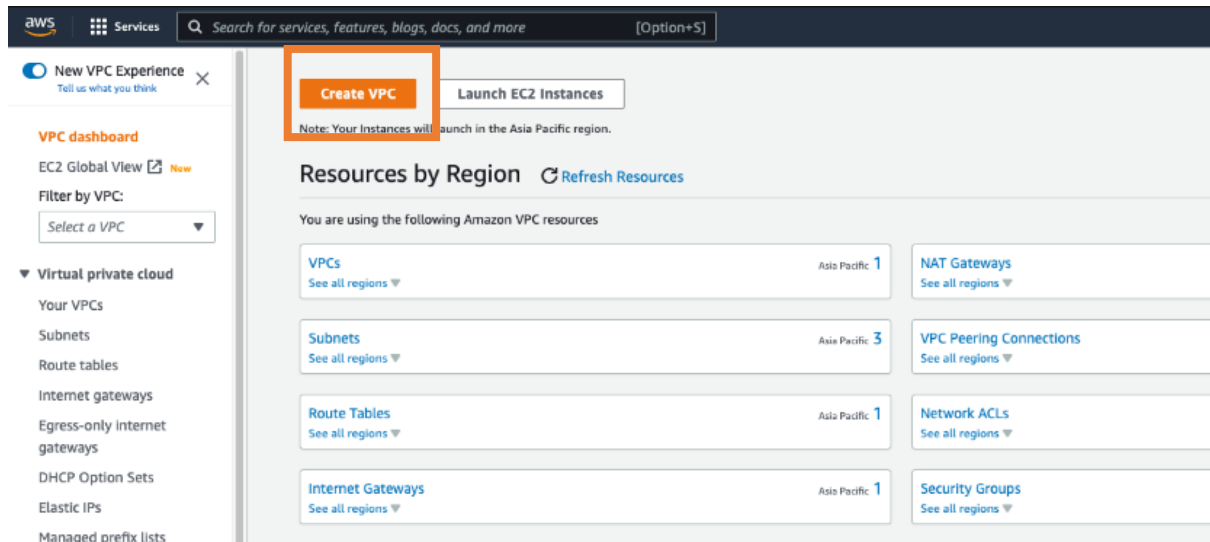 aws
Services
Search for services, features, blogs, docs, and more
[Option+S]
New VPC Experience
Tell us what you think
VPC dashboard
EC2 Global View
New
Filter by VPC:
Select a VPC
Virtual private cloud
Your VPCs
Subnets
Route tables
Internet gateways
Egress-only internet
gateways
DHCP Option Sets
Elastic IPs
Managed prefix lists
Create VPC
Launch EC2 Instances
Note: Your Instances will launch in the Asia Pacific region.
Resources by Region
Refresh Resources
You are using the following Amazon VPC resources
VPCs
Asia Pacific 1
See all regions
NAT Gateways
See all regions
Subnets
Asia Pacific 3
See all regions
VPC Peering Connections
See all regions
Route Tables
Asia Pacific 1
See all regions
Network ACLs
See all regions
Internet Gateways
Asia Pacific 1
See all regions
Security Groups
See all regions